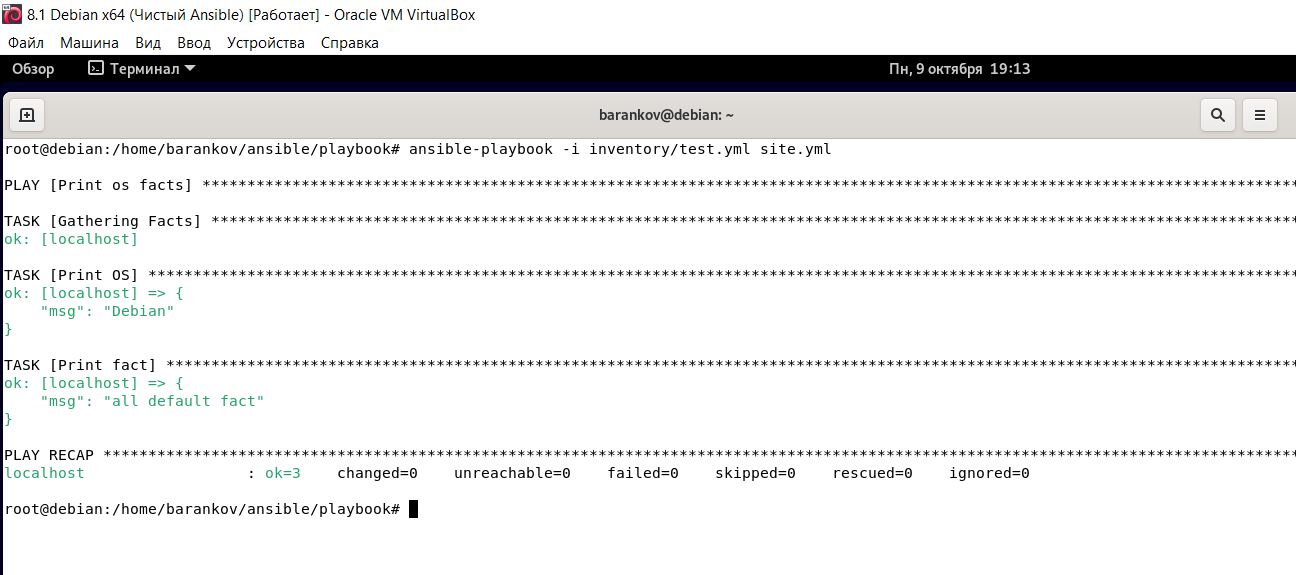 8.1 Debian x64 (Чистый Ansible) [Работает] - Oracle VM VirtualBox
Файл Машина Вид Ввод Устройства Справка
Обзор Терминал Пн, 9 октября 19:13
barankov@debian: ~
root@debian:/home/barankov/ansible/playbook# ansible-playbook -i inventory/test.yml site.yml
PLAY [Print os facts] *************************************************************************************************************************
TASK [Gathering Facts] ************************************************************************************************************************
ok: [localhost]
TASK [Print OS] *******************************************************************************************************************************
ok: [localhost] => {
    "msg": "Debian"
}
TASK [Print fact] *****************************************************************************************************************************
ok: [localhost] => {
    "msg": "all default fact"
}
PLAY RECAP ************************************************************************************************************************************
localhost                  : ok=3    changed=0    unreachable=0    failed=0    skipped=0    rescued=0    ignored=0
root@debian:/home/barankov/ansible/playbook#